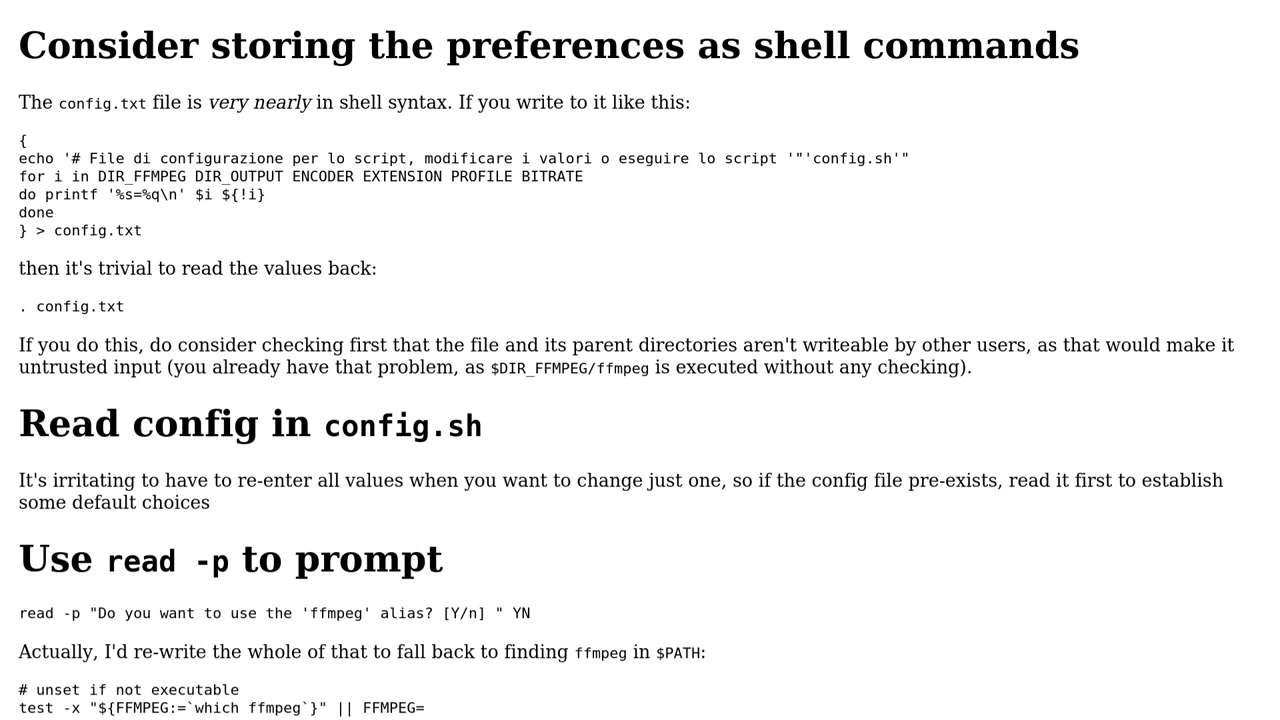 Consider storing the preferences as shell commands
The config.txt file is very nearly in shell syntax. If you write to it like this:
{
echo '# File di configurazione per lo script, modificare i valori o eseguire lo script '"'config.sh'"
for i in DIR_FFMPEG DIR_OUTPUT ENCODER EXTENSION PROFILE BITRATE
do printf '%s=%q\n' $i ${!i}
done
} > config.txt
then it's trivial to read the values back:
. config.txt
If you do this, do consider checking first that the file and its parent directories aren't writeable by other users, as that would make it
untrusted input (you already have that problem, as $DIR_FFMPEG/ffmpeg is executed without any checking).
Read config in config.sh
It's irritating to have to re-enter all values when you want to change just one, so if the config file pre-exists, read it first to establish
some default choices
Use read -p to prompt
read -p "Do you want to use the 'ffmpeg' alias? [Y/n] " YN
Actually, I'd re-write the whole of that to fall back to finding ffmpeg in $PATH:
# unset if not executable
test -x "${FFMPEG:=`which ffmpeg`}" || FFMPEG=